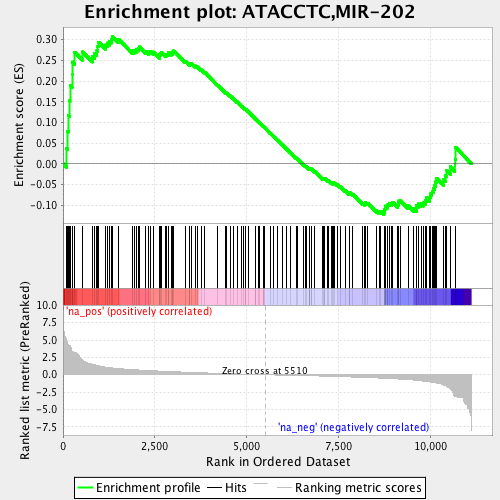 Enrichment plot: ATACCTC,MIR-202
Enrichment score (ES)
0.30
0.25
0.20
0.15
0.10
0.05
0.00
-0.05
-0.10
Ranked list metric (PreRanked)
10.0
7.5
5.0
2.5
0.0
-2.5
-5.0
-7.5
'na_pos' (positively correlated)
Zero cross at 5510
'na_neg' (negatively correlated)
0
2,500
5,000
7,500
10,000
Rank in Ordered Dataset
Enrichment profile
Hits
Ranking metric scores